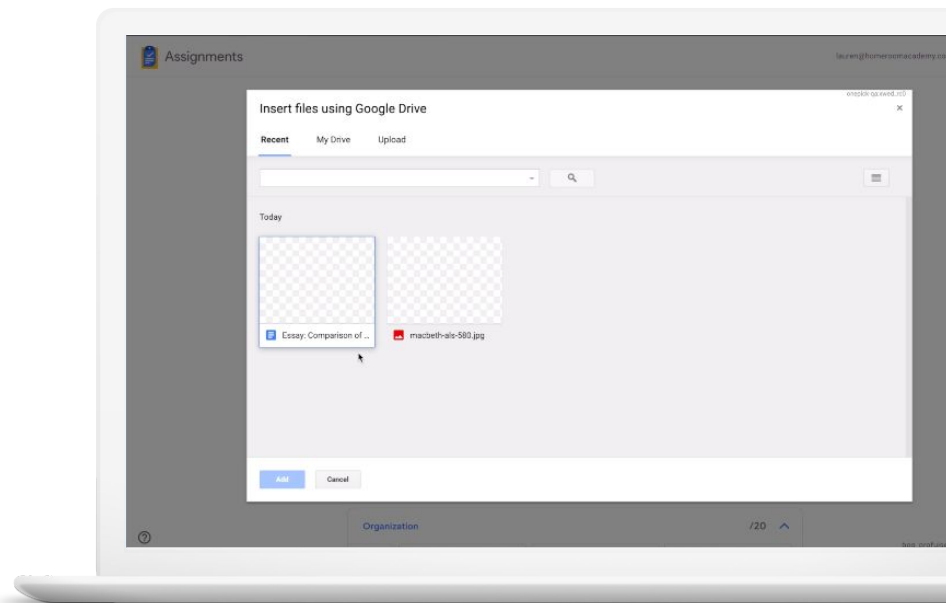 Assignments
Insert files using Google Drive
×
Recent My Drive Upload
Today
Essay: Comparison of ...
macbeth-als-580.jpg
Add Cancel
Organization /20